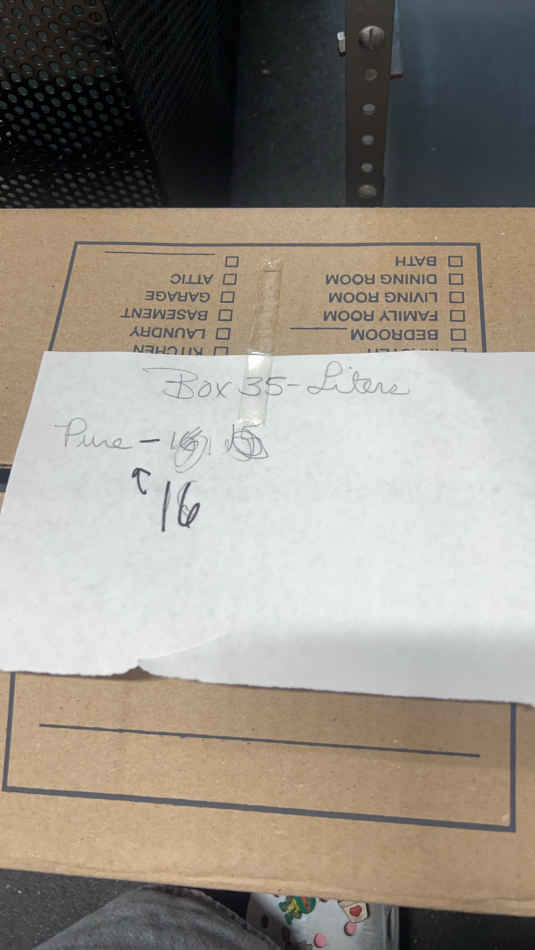 BATH
DINING ROOM
LIVING ROOM
FAMILY ROOM
BEDROOM
ATTIC
GARAGE
BASEMENT
LAUNDRY
KITCHEN
Box 35-Liters
Pure -
16